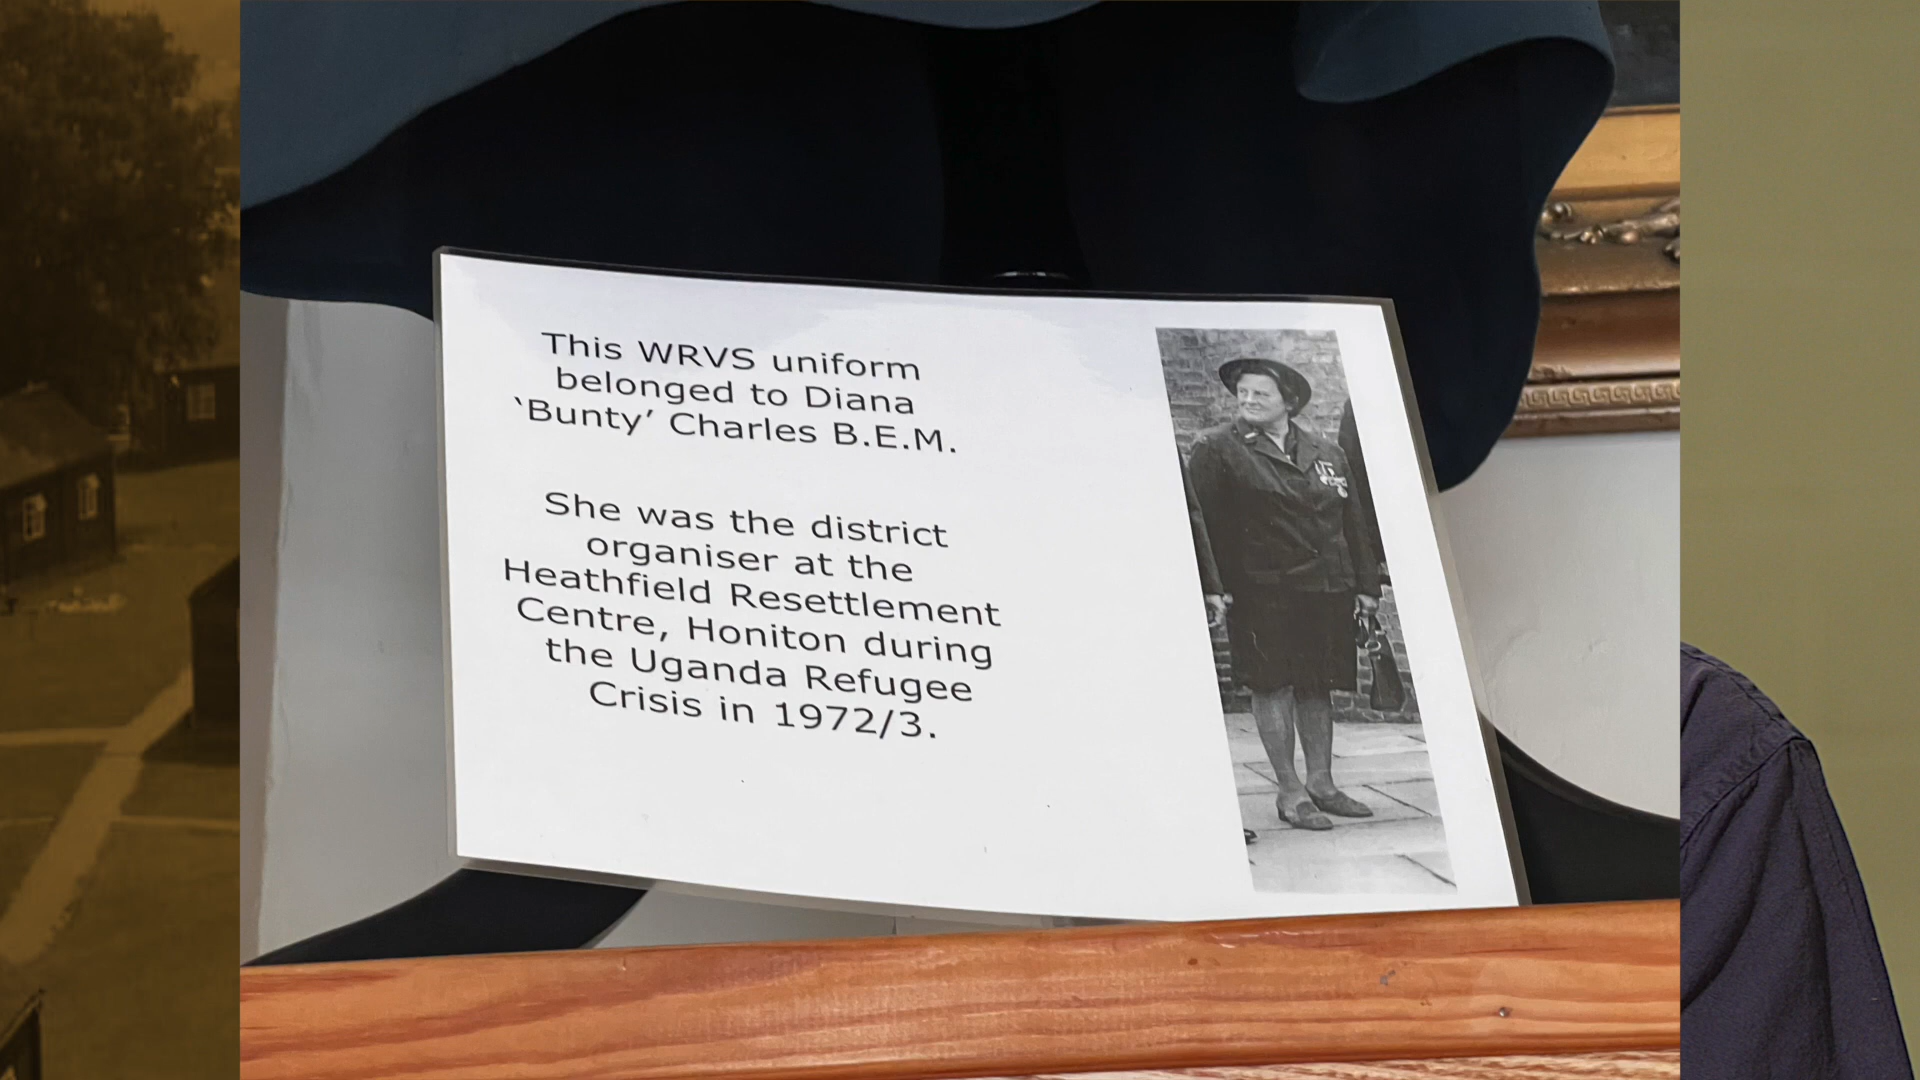 This WRVS uniform
belonged to Diana
‘Bunty’ Charles B.E.M.
She was the district
organiser at the
Heathfield Resettlement
Centre, Honiton during
the Uganda Refugee
Crisis in 1972/3.